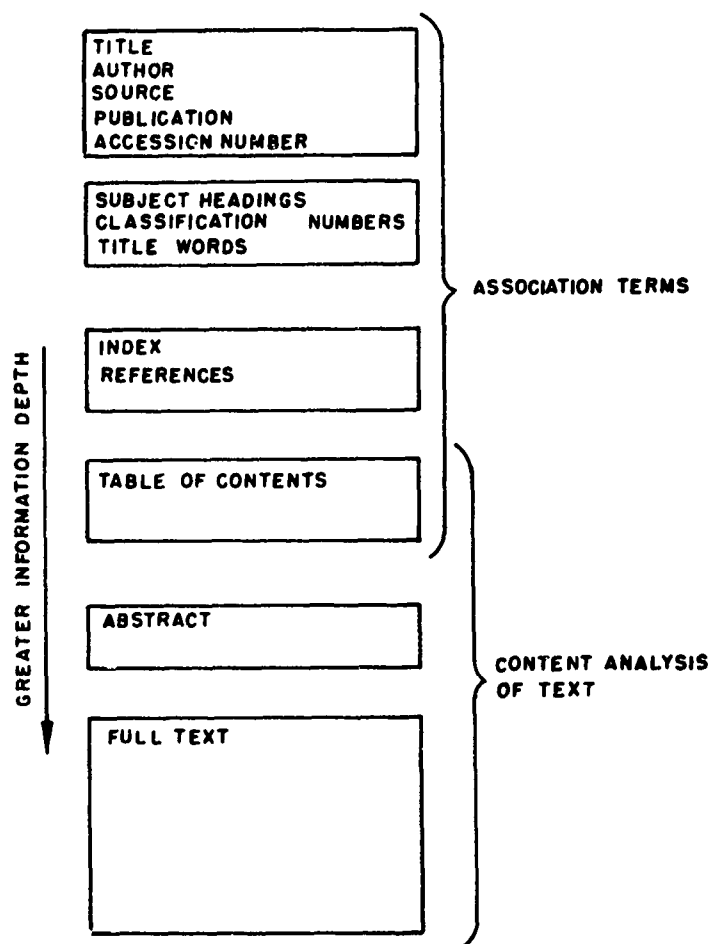 TITLE
AUTHOR
SOURCE
PUBLICATION
ACCESSION NUMBER
SUBJECT HEADINGS
CLASSIFICATION NUMBERS
TITLE WORDS
ASSOCIATION TERMS
INDEX
REFERENCES
GREATER INFORMATION DEPTH
TABLE OF CONTENTS
ABSTRACT
CONTENT ANALYSIS
OF TEXT
FULL TEXT